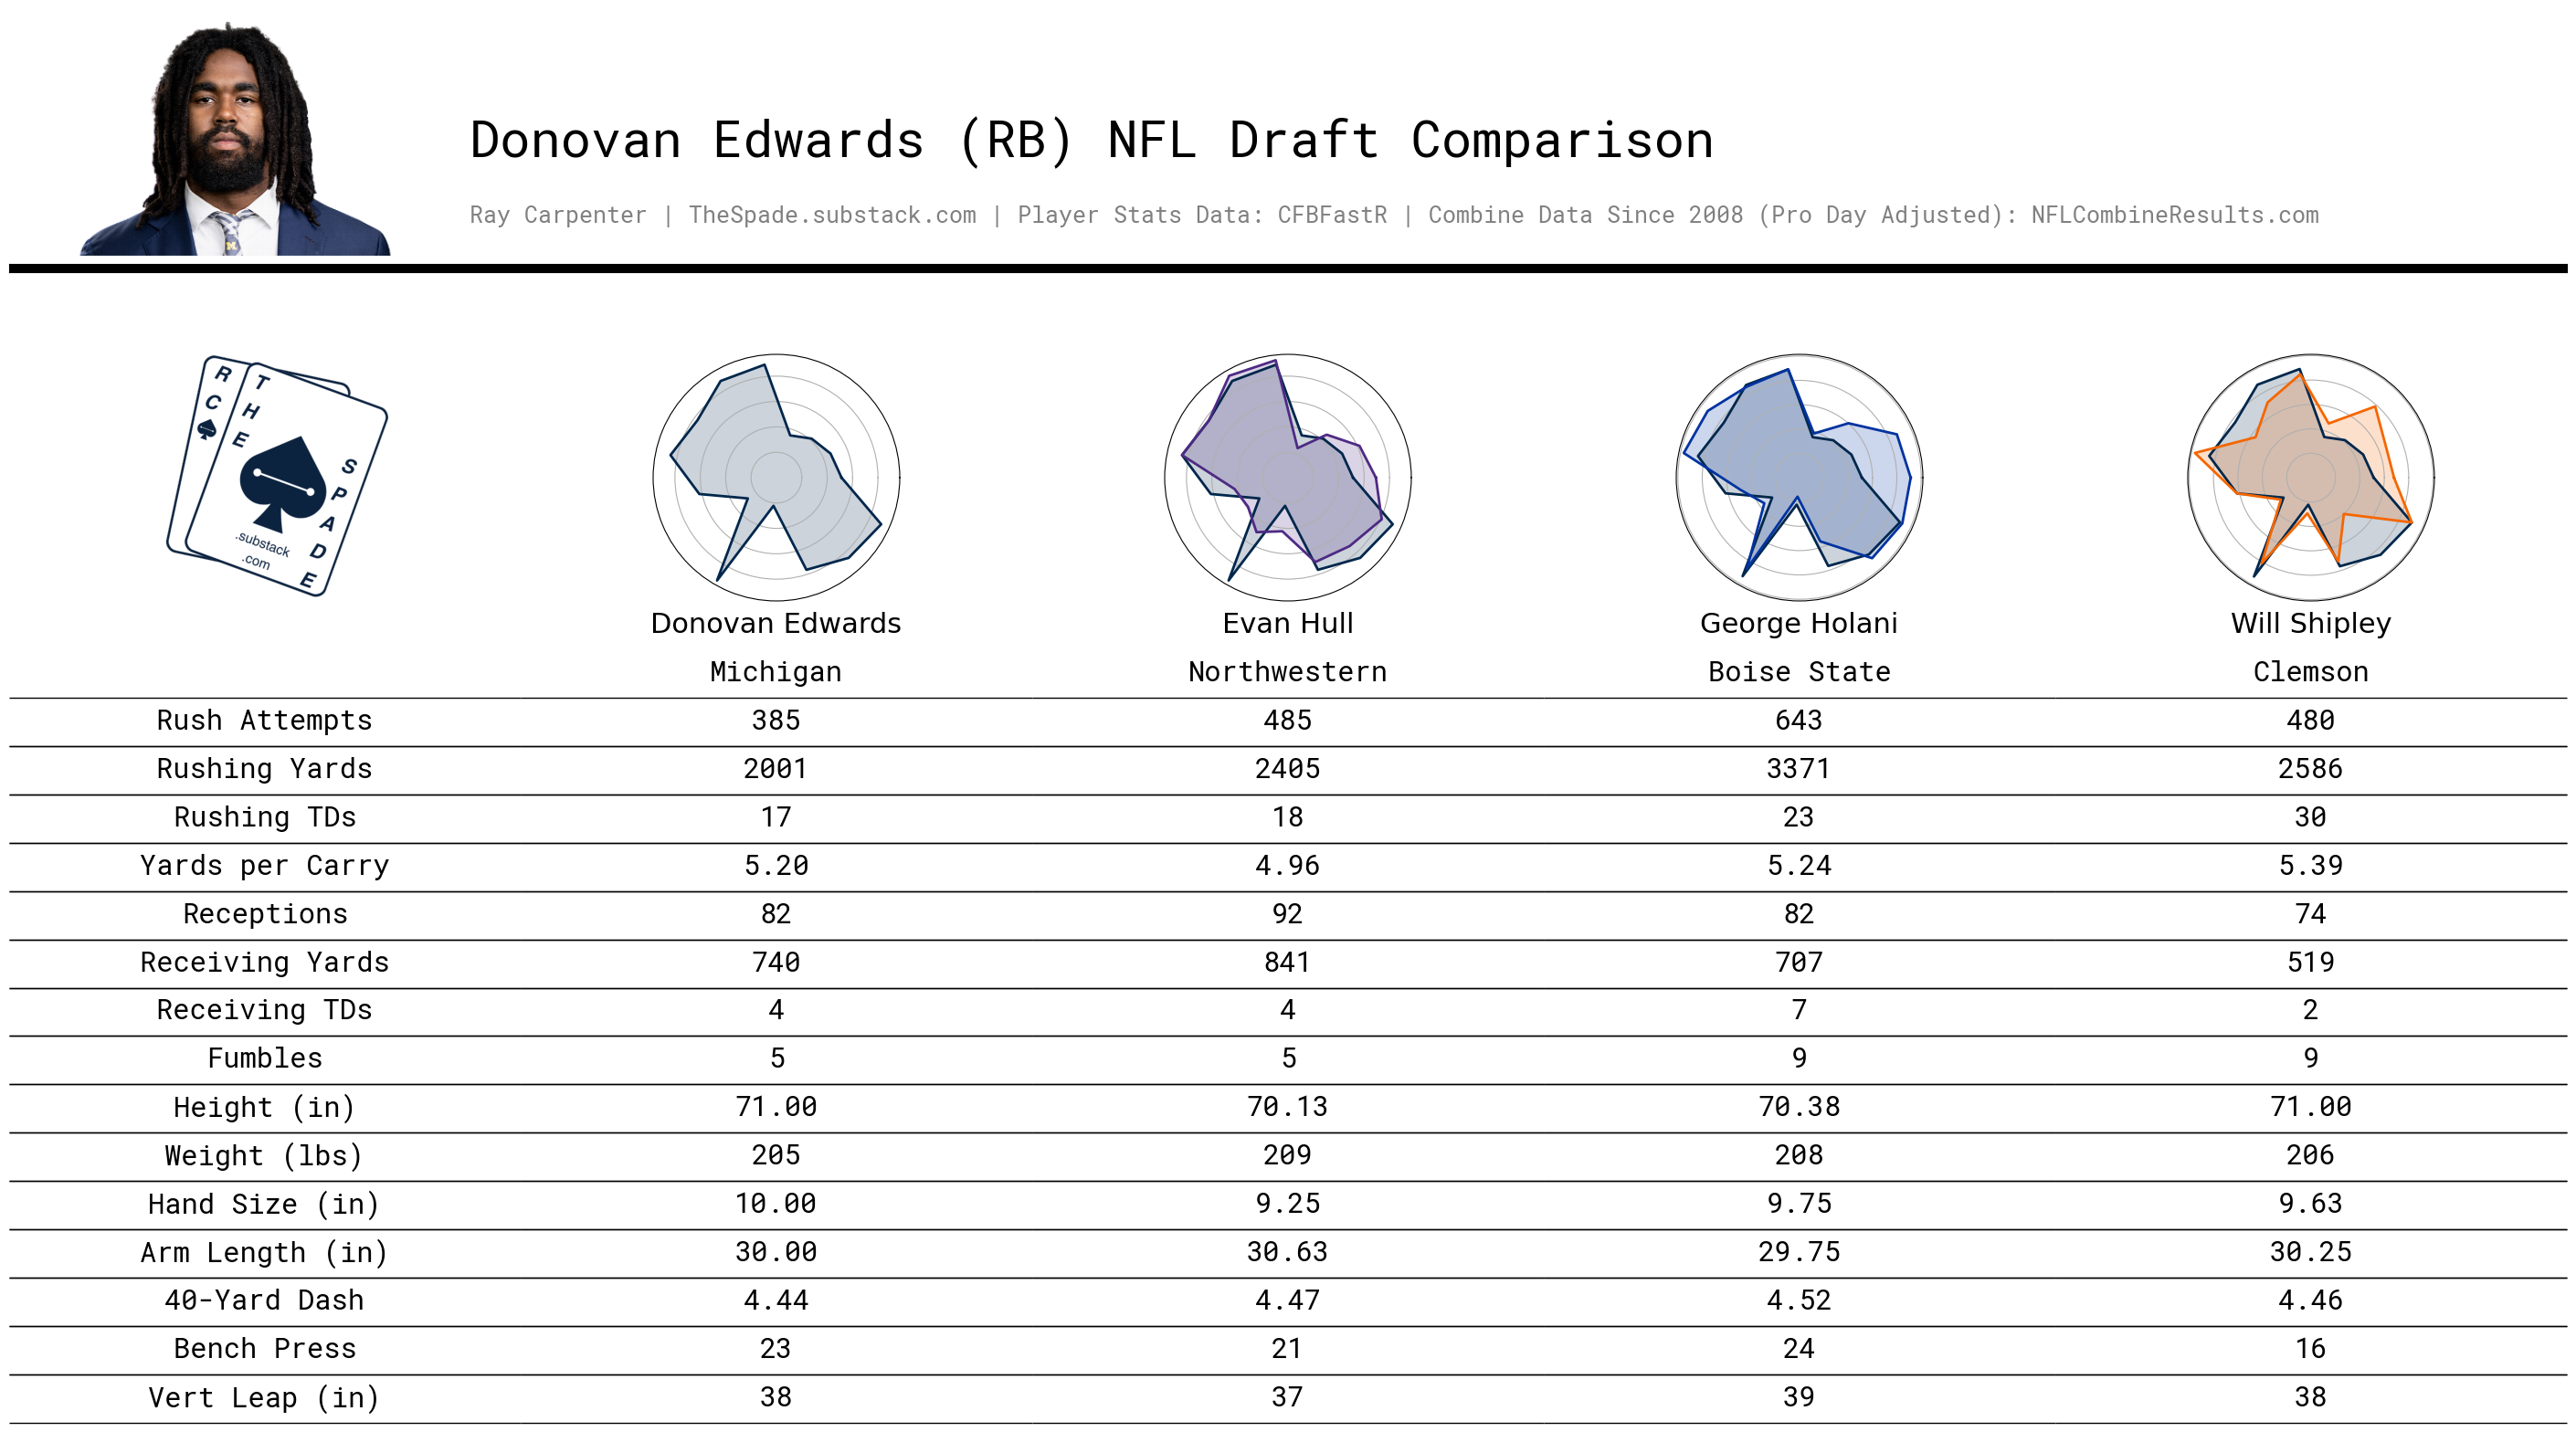 Donovan Edwards (RB) NFL Draft Comparison
Ray Carpenter | TheSpade.substack.com | Player Stats Data: CFBFastR | Combine Data Since 2008 (Pro Day Adjusted): NFLCombineResults.com
M
RC
THE
SPADE
.substack
.com
Donovan Edwards Evan Hull George Holani Will Shipley
Michigan Northwestern Boise State Clemson
Rush Attempts 385 485 643 480
Rushing Yards 2001 2405 3371 2586
Rushing TDs 17 18 23 30
Yards per Carry 5.20 4.96 5.24 5.39
Receptions 82 92 82 74
Receiving Yards 740 841 707 519
Receiving TDs 4 4 7 2
Fumbles 5 5 9 9
Height (in) 71.00 70.13 70.38 71.00
Weight (lbs) 205 209 208 206
Hand Size (in) 10.00 9.25 9.75 9.63
Arm Length (in) 30.00 30.63 29.75 30.25
40-Yard Dash 4.44 4.47 4.52 4.46
Bench Press 23 21 24 16
Vert Leap (in) 38 37 39 38